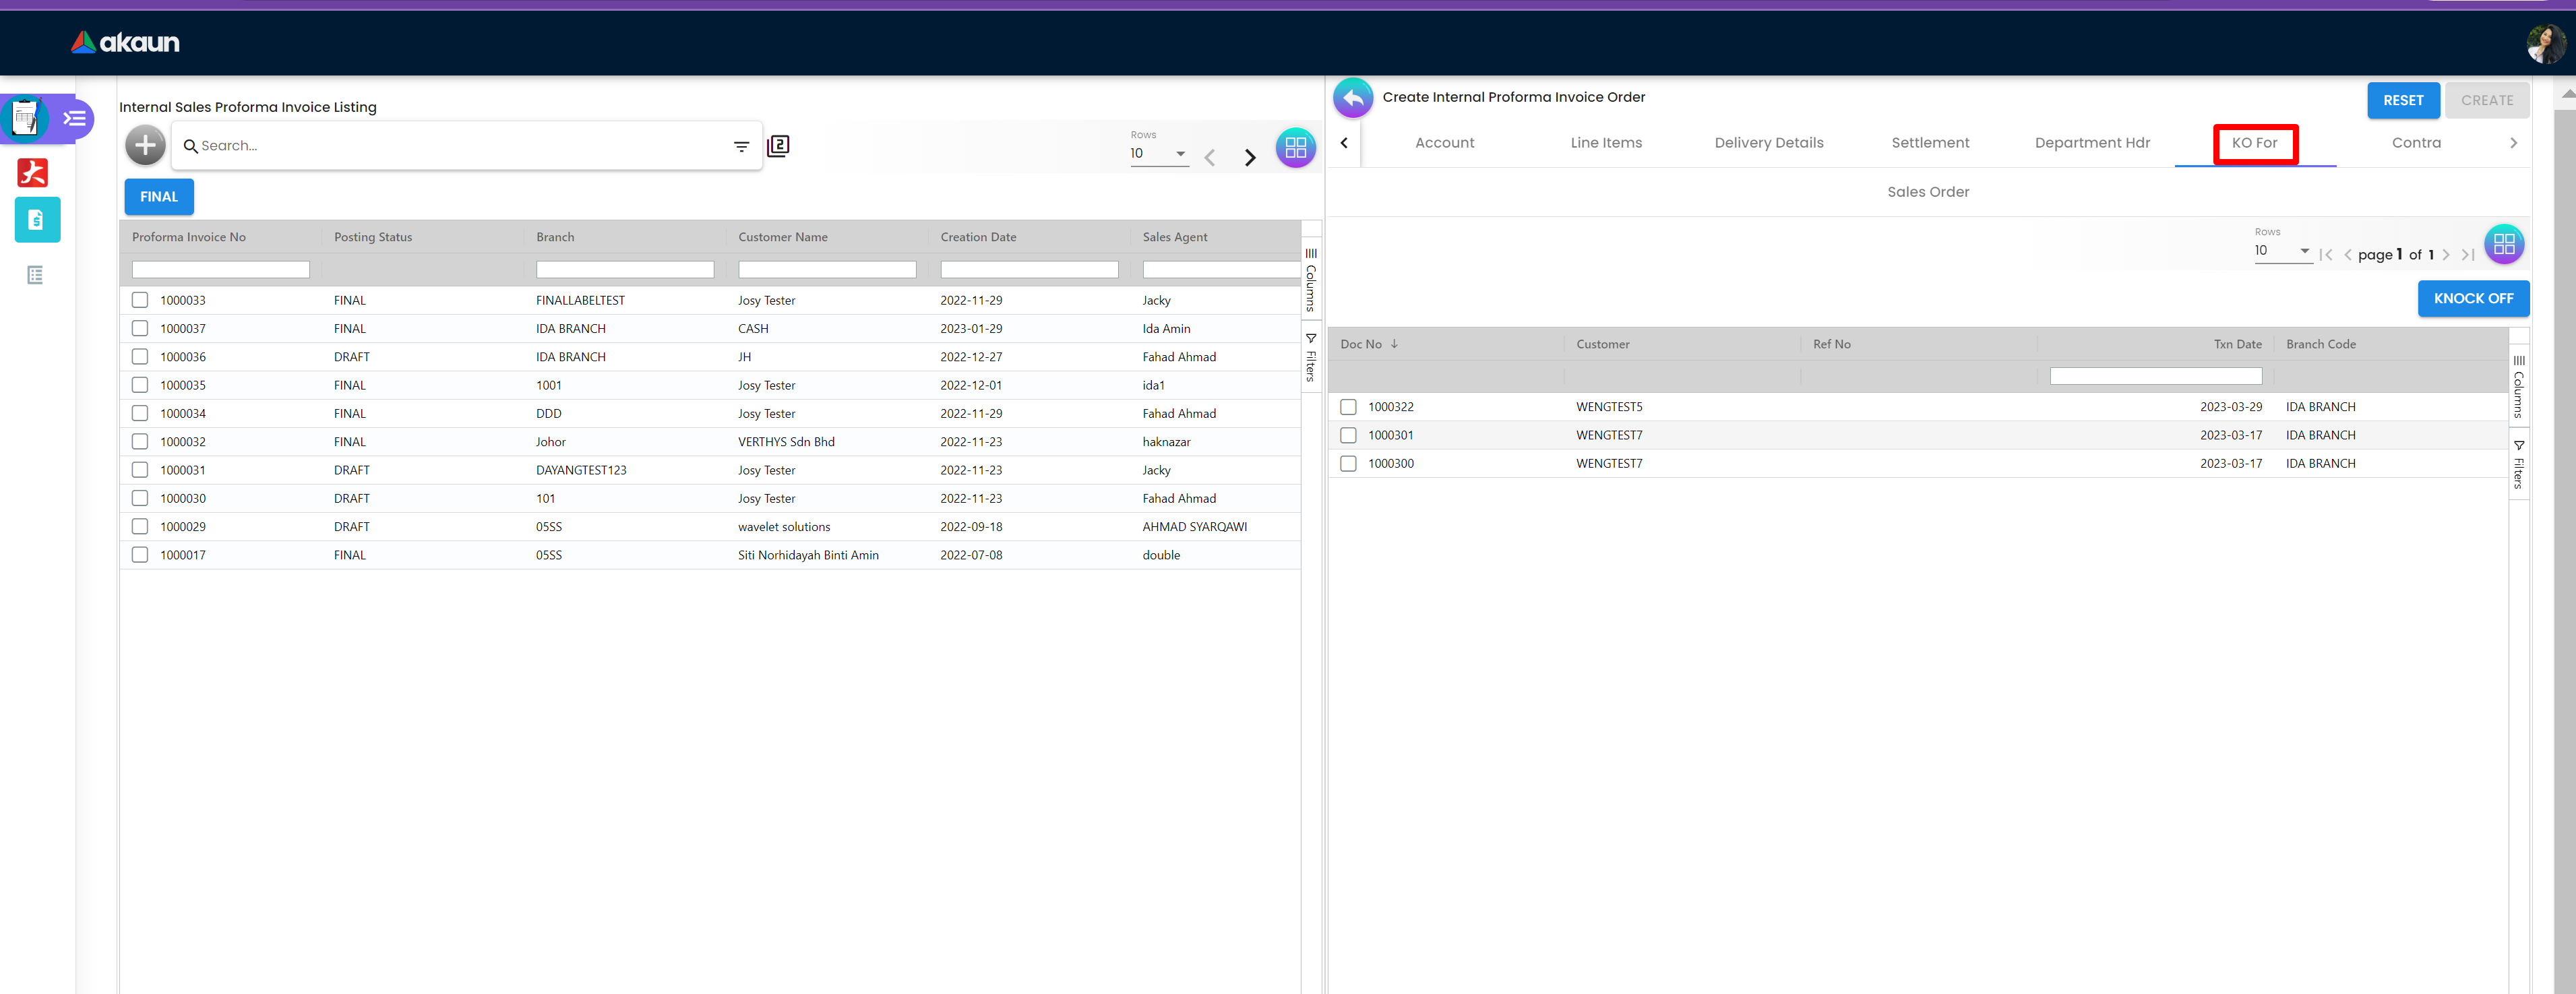 akaun
Internal Sales Proforma Invoice Listing
Search...
2
Rows
10
FINAL
Proforma Invoice No Posting Status Branch Customer Name Creation Date Sales Agent
1000033 FINAL FINALLABELTEST Josy Tester 2022-11-29 Jacky
1000037 FINAL IDA BRANCH CASH 2023-01-29 Ida Amin
1000036 DRAFT IDA BRANCH JH 2022-12-27 Fahad Ahmad
1000035 FINAL 1001 Josy Tester 2022-12-01 ida1
1000034 FINAL DDD Josy Tester 2022-11-29 Fahad Ahmad
1000032 FINAL Johor VERTHYS Sdn Bhd 2022-11-23 haknazar
1000031 DRAFT DAYANGTEST123 Josy Tester 2022-11-23 Jacky
1000030 DRAFT 101 Josy Tester 2022-11-23 Fahad Ahmad
1000029 DRAFT 05SS wavelet solutions 2022-09-18 AHMAD SYARQAWI
1000017 FINAL 05SS Siti Norhidayah Binti Amin 2022-07-08 double
Columns
Filters
Create Internal Proforma Invoice Order
RESET CREATE
Account Line Items Delivery Details Settlement Department Hdr KO For Contra
Sales Order
Rows
10 page 1 of 1
KNOCK OFF
Doc No Customer Ref No Txn Date Branch Code
1000322 WENGTEST5 2023-03-29 IDA BRANCH
1000301 WENGTEST7 2023-03-17 IDA BRANCH
1000300 WENGTEST7 2023-03-17 IDA BRANCH
Columns
Filters